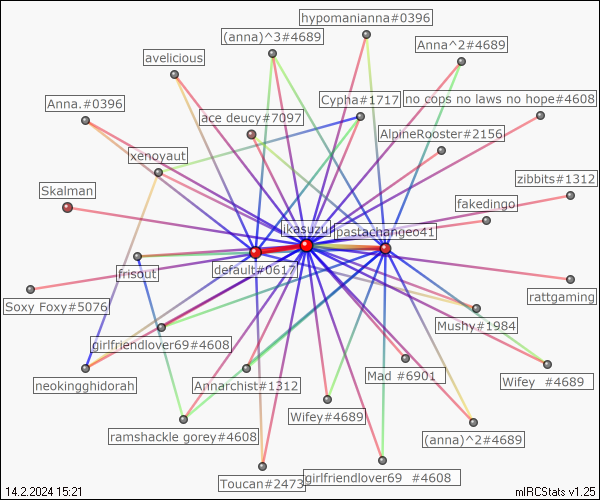 hypomanianna#0396
(anna)^3#4689
Anna^2#4689
avelicious
Cypha#1717
no cops no laws no hope#4608
Anna.#0396
ace deucy#7097
AlpineRooster#2156
xenoyaut
zibbits#1312
Skalman
fakedingo
ikasuzu
pastachangeo41
default#0617
frisout
rattgaming
Soxy Foxy#5076
Mushy#1984
girlfriendlover69#4608
Mad #6901
neokingghidorah
Annarchist#1312
Wifey #4689
Wifey#4689
ramshackle gorey#4608
(anna)^2#4689
Toucan#2473
girlfriendlover69 #4608
14.2.2024 15:21
mIRCStats v1.25